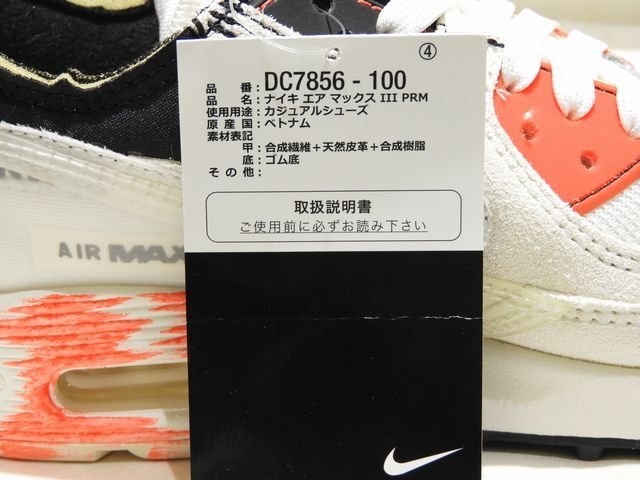 ④
品番：DC7856 - 100
品名：ナイキ エア マックス III PRM
使用用途：カジュアルシューズ
原産国：ベトナム
素材表記
甲：合成繊維＋天然皮革＋合成樹脂
底：ゴム底
その他：
取扱説明書
ご使用前に必ずお読み下さい
AIR MAX